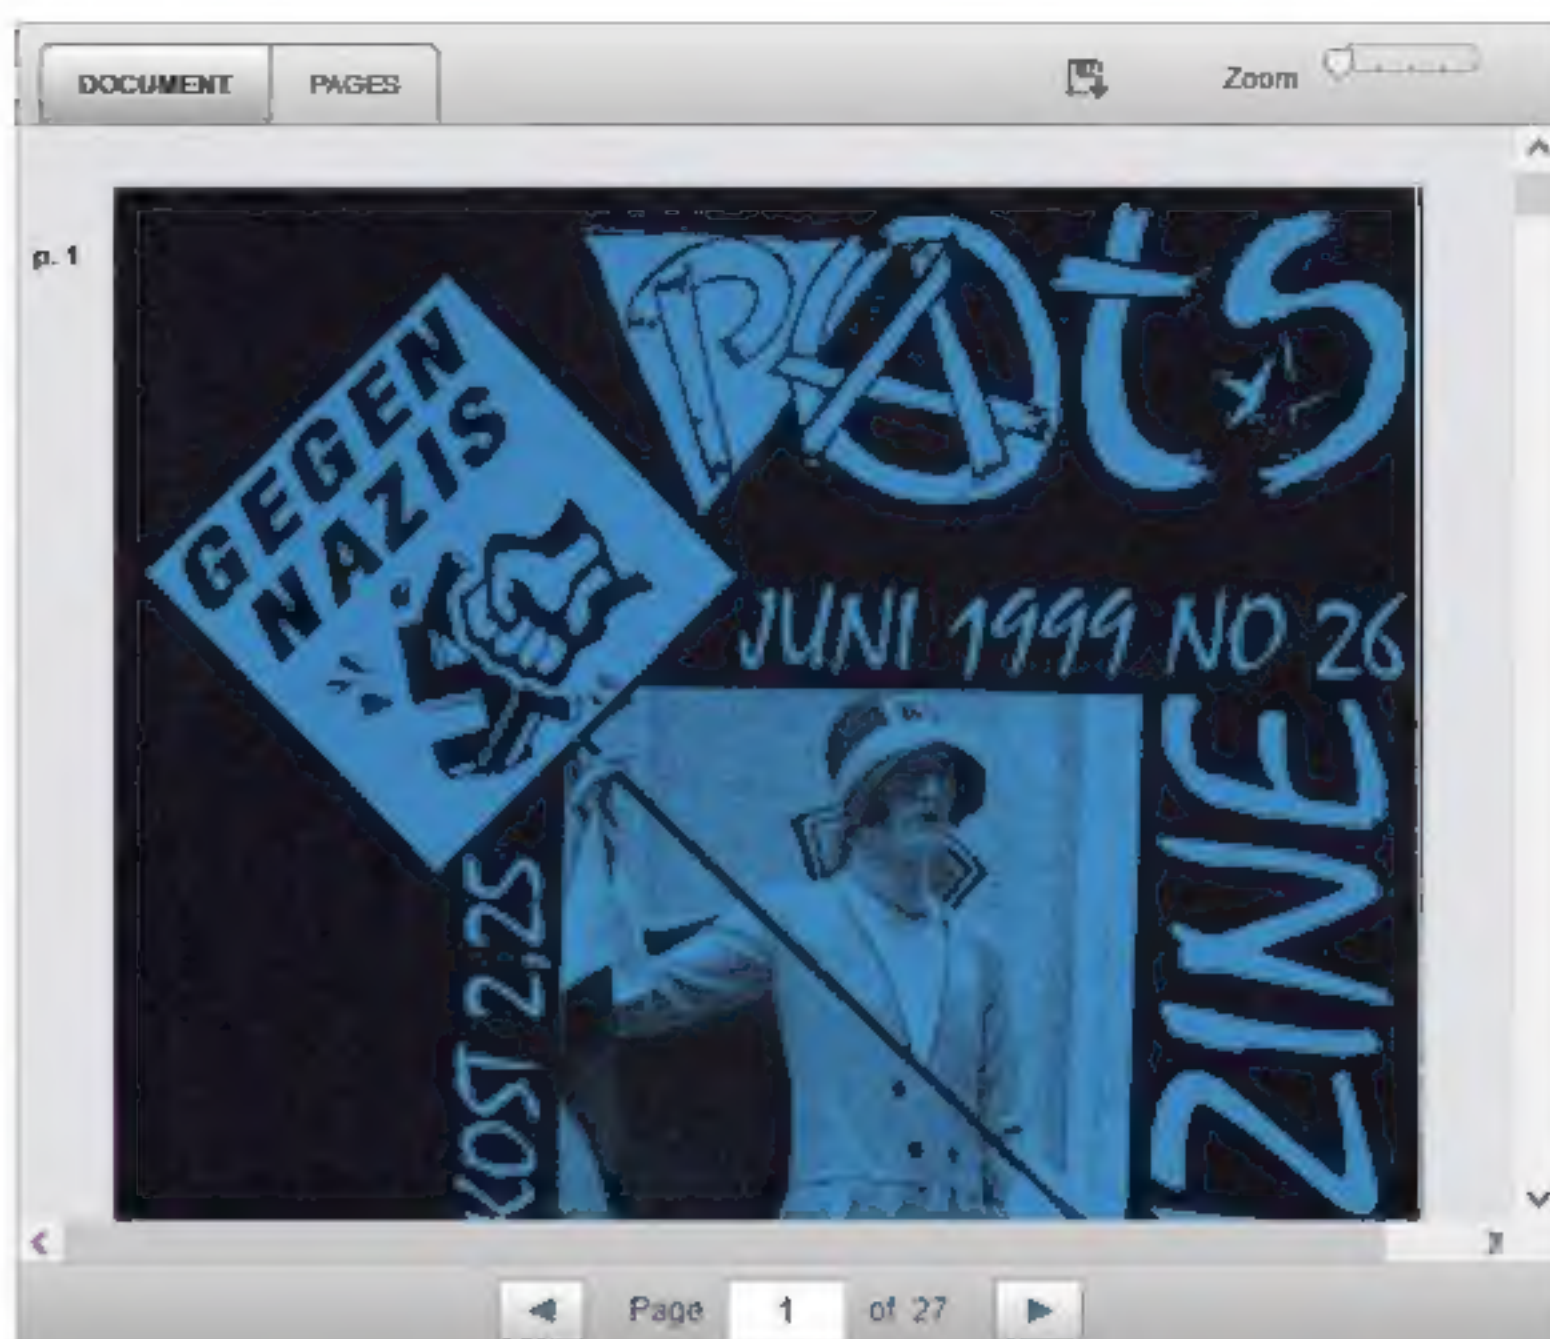 DOCUMENT
PAGES
Zoom
p. 1
RAts
GEGEN
NAZIS
JUNI 1999 NO 26
KOST 2,25
ZINE
Page 1 of 27